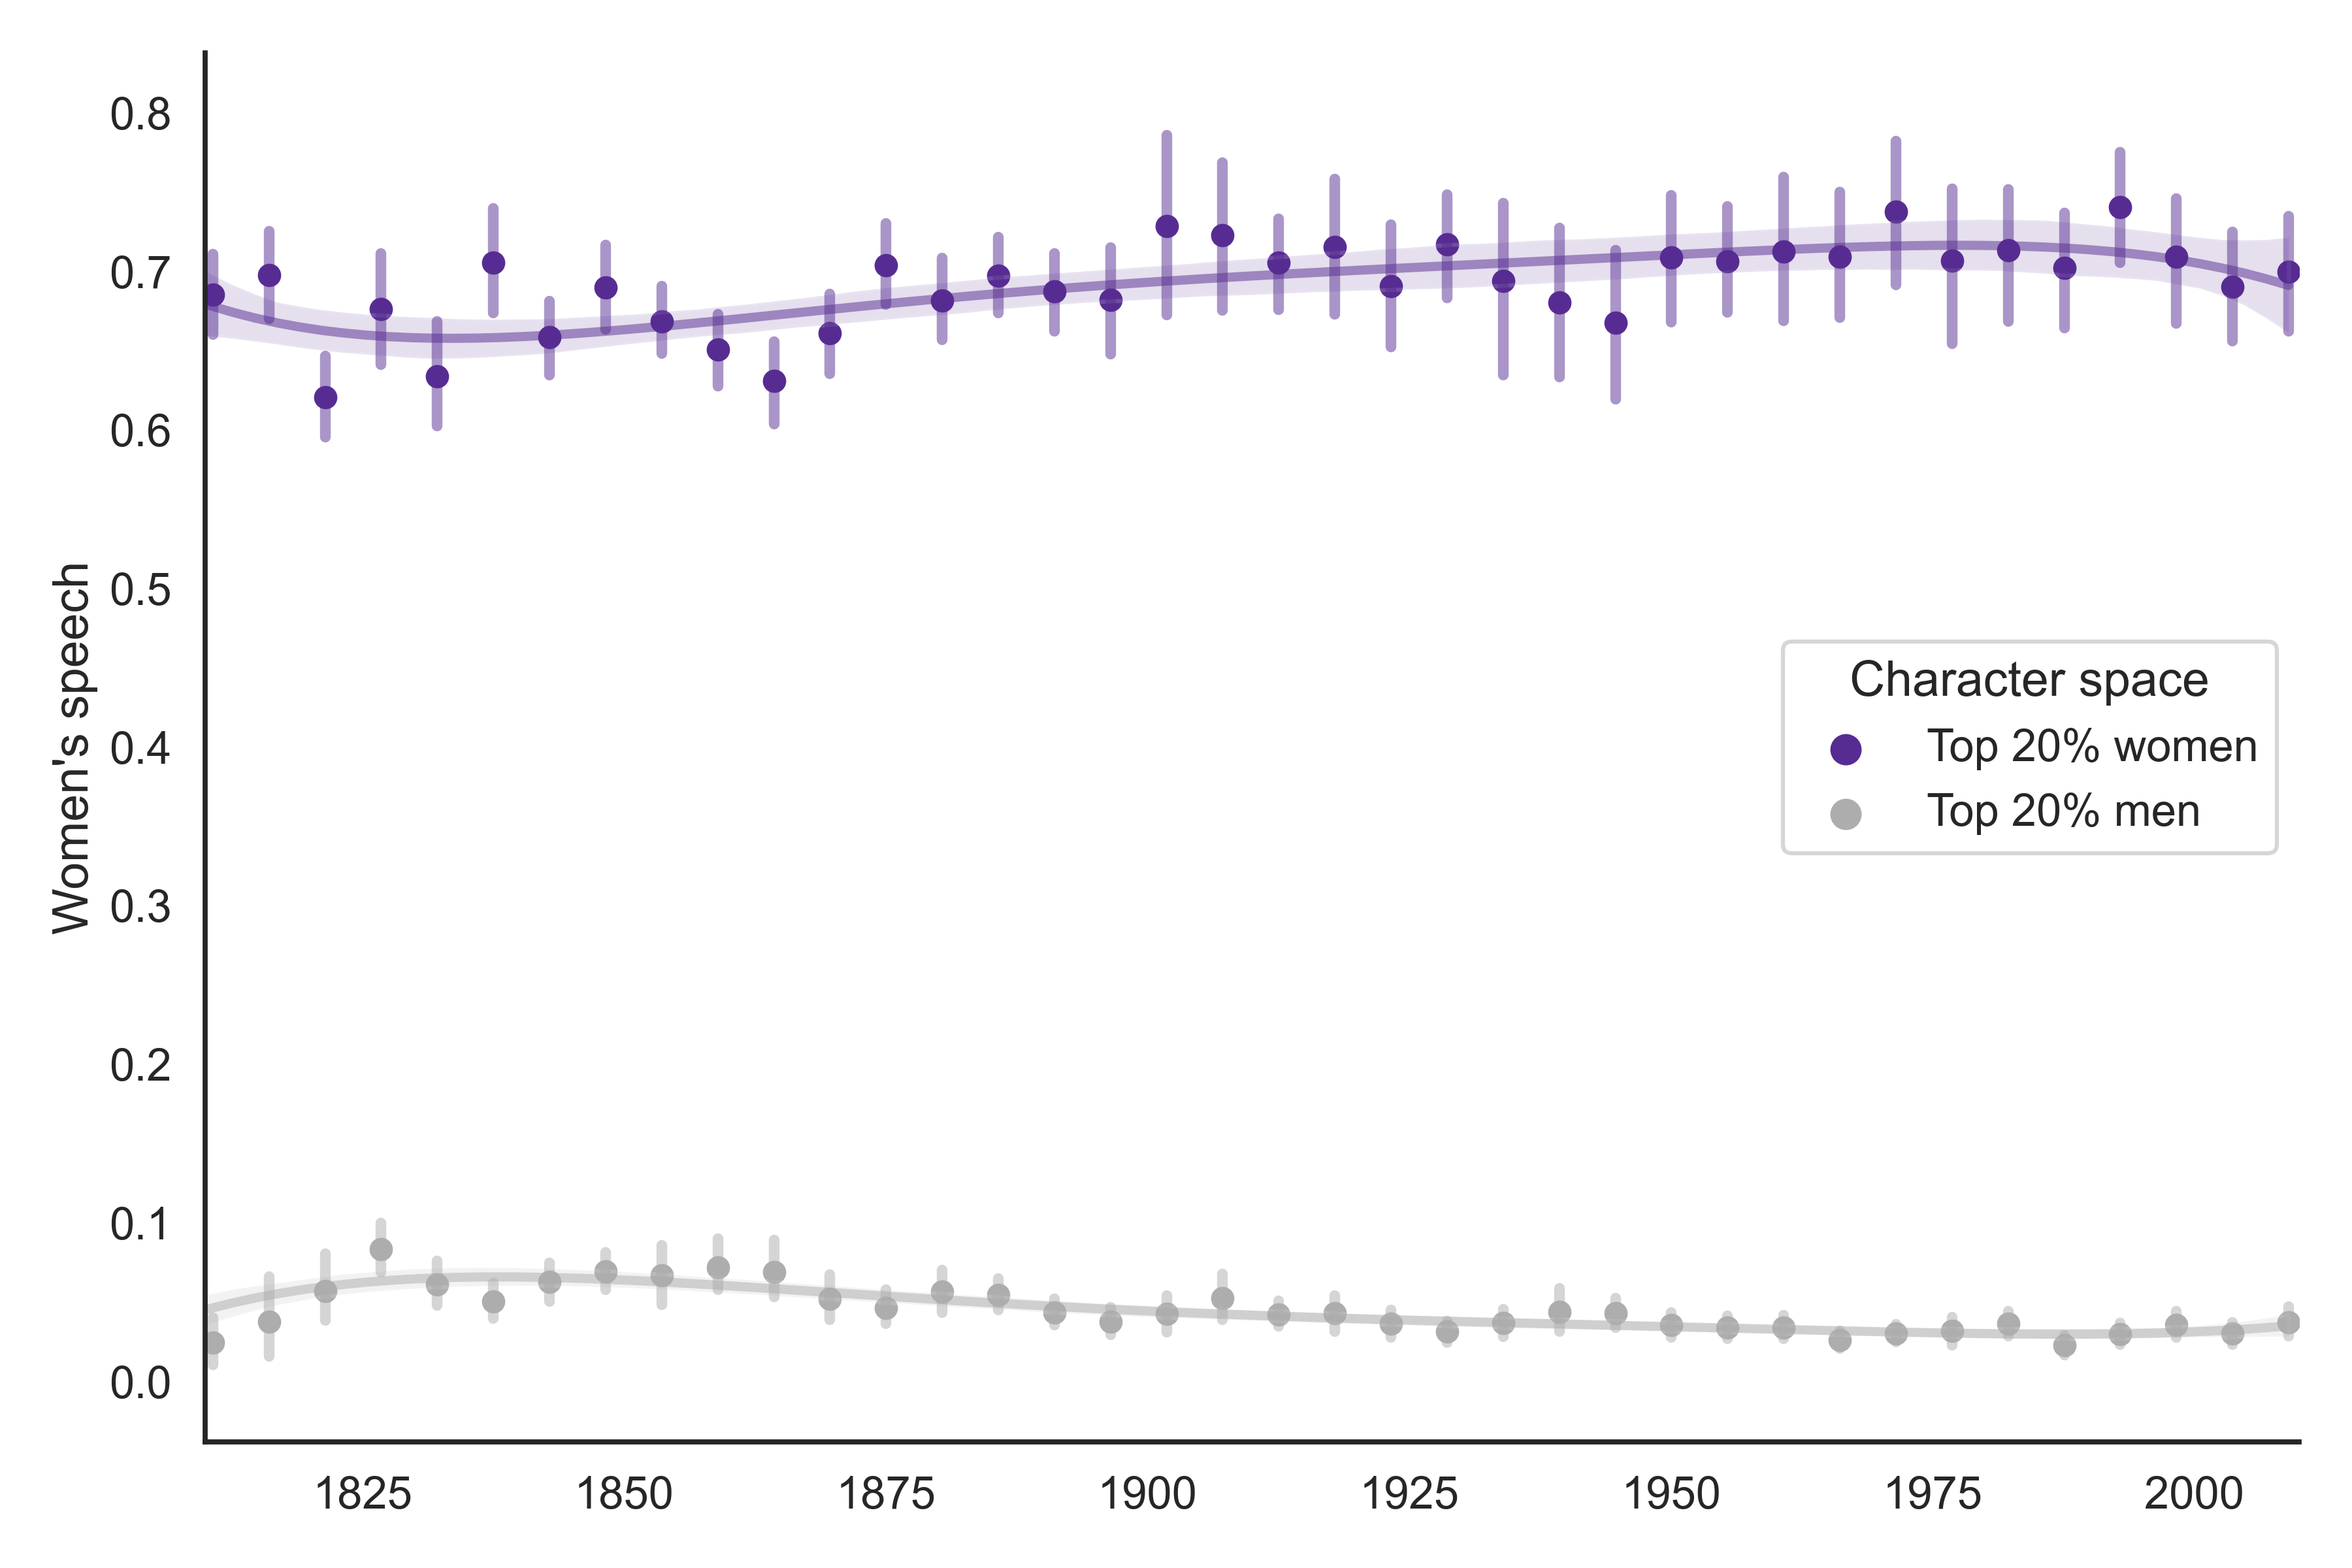 Women's speech
0.8
0.7
0.6
0.5
0.4
0.3
0.2
0.1
0.0
Character space
Top 20% women
Top 20% men
1825 1850 1875 1900 1925 1950 1975 2000